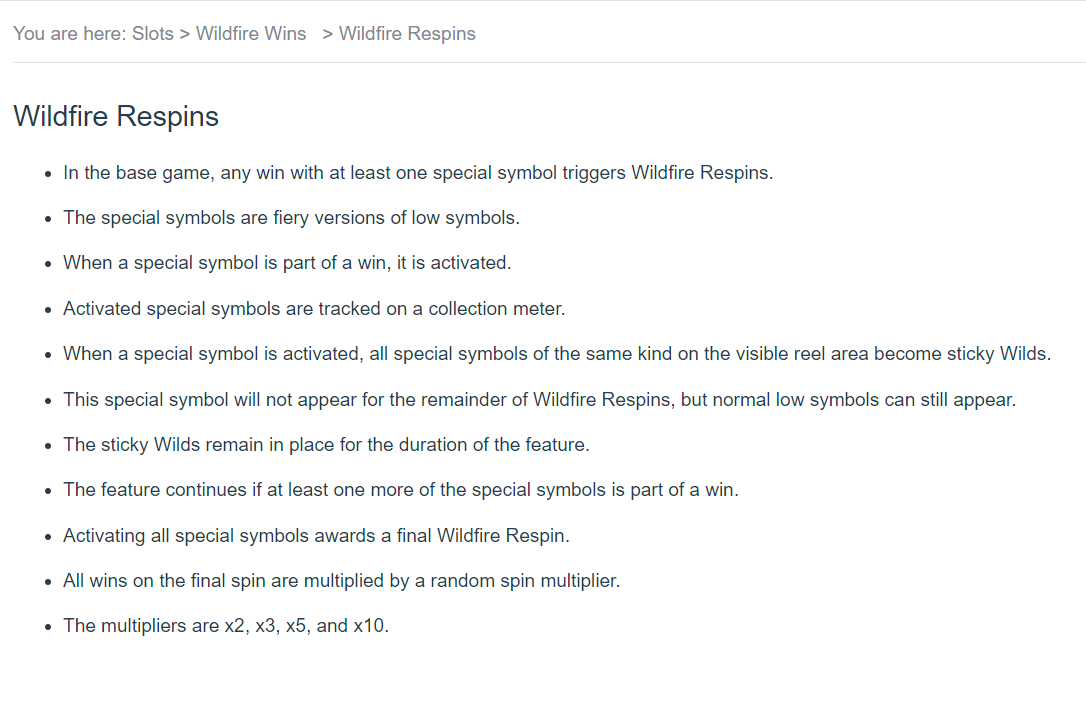 You are here: Slots > Wildfire Wins > Wildfire Respins
Wildfire Respins
• In the base game, any win with at least one special symbol triggers Wildfire Respins.
• The special symbols are fiery versions of low symbols.
• When a special symbol is part of a win, it is activated.
• Activated special symbols are tracked on a collection meter.
• When a special symbol is activated, all special symbols of the same kind on the visible reel area become sticky Wilds.
• This special symbol will not appear for the remainder of Wildfire Respins, but normal low symbols can still appear.
• The sticky Wilds remain in place for the duration of the feature.
• The feature continues if at least one more of the special symbols is part of a win.
• Activating all special symbols awards a final Wildfire Respin.
• All wins on the final spin are multiplied by a random spin multiplier.
• The multipliers are x2, x3, x5, and x10.